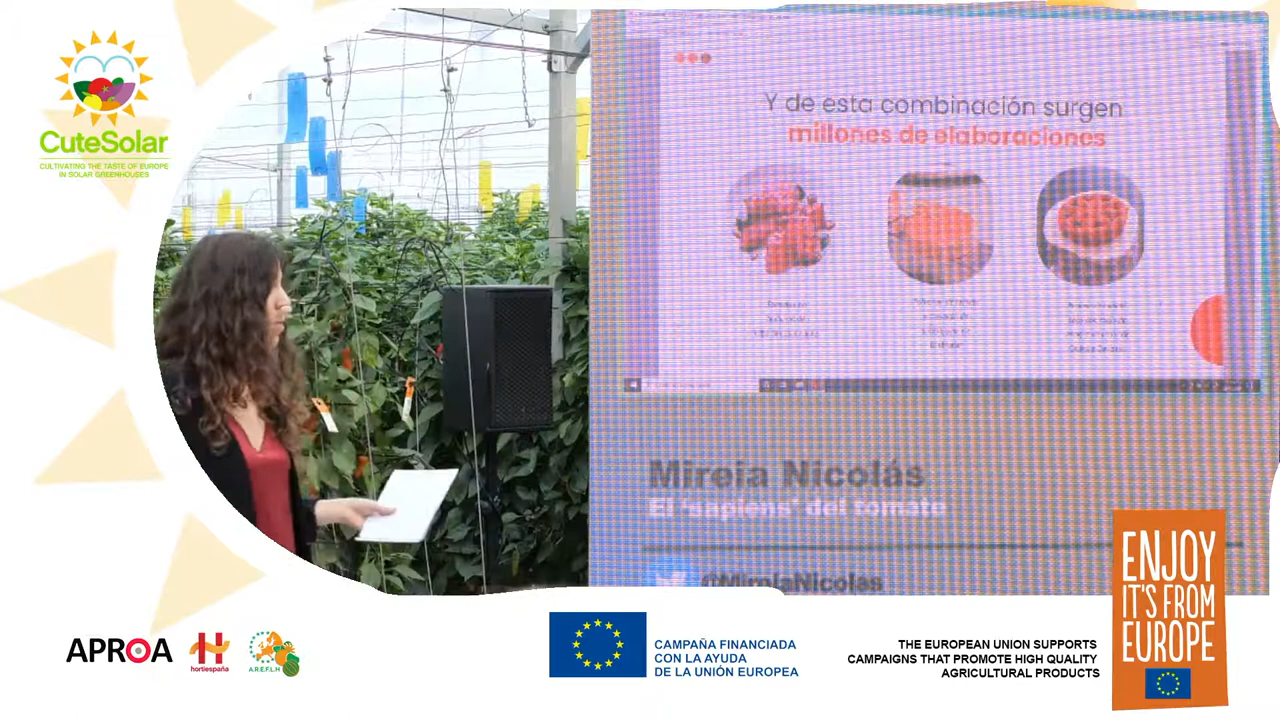 CuteSolar
CULTIVATING THE TASTE OF EUROPE
IN SOLAR GREENHOUSES
Y de esta combinación surgen
millones de elaboraciones
Mireia Nicolás
El 'sapiens' del tomate
@MireiaNicolas
APROA
hortiespaña
A.R.E.F.L.H
CAMPAÑA FINANCIADA
CON LA AYUDA
DE LA UNIÓN EUROPEA
THE EUROPEAN UNION SUPPORTS
CAMPAIGNS THAT PROMOTE HIGH QUALITY
AGRICULTURAL PRODUCTS
ENJOY
IT'S FROM
EUROPE